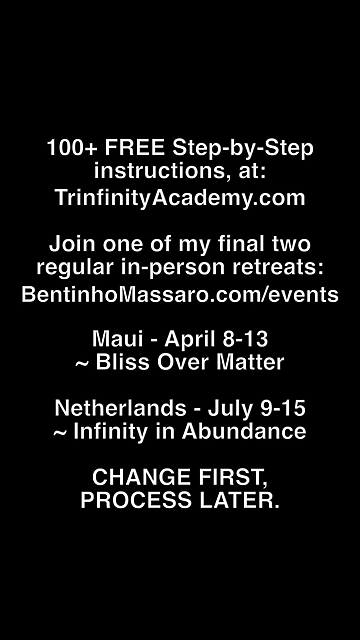 100+ FREE Step-by-Step
instructions, at:
TrinfinityAcademy.com
Join one of my final two
regular in-person retreats:
BentinhoMassaro.com/events
Maui - April 8-13
~ Bliss Over Matter
Netherlands - July 9-15
~ Infinity in Abundance
CHANGE FIRST,
PROCESS LATER.